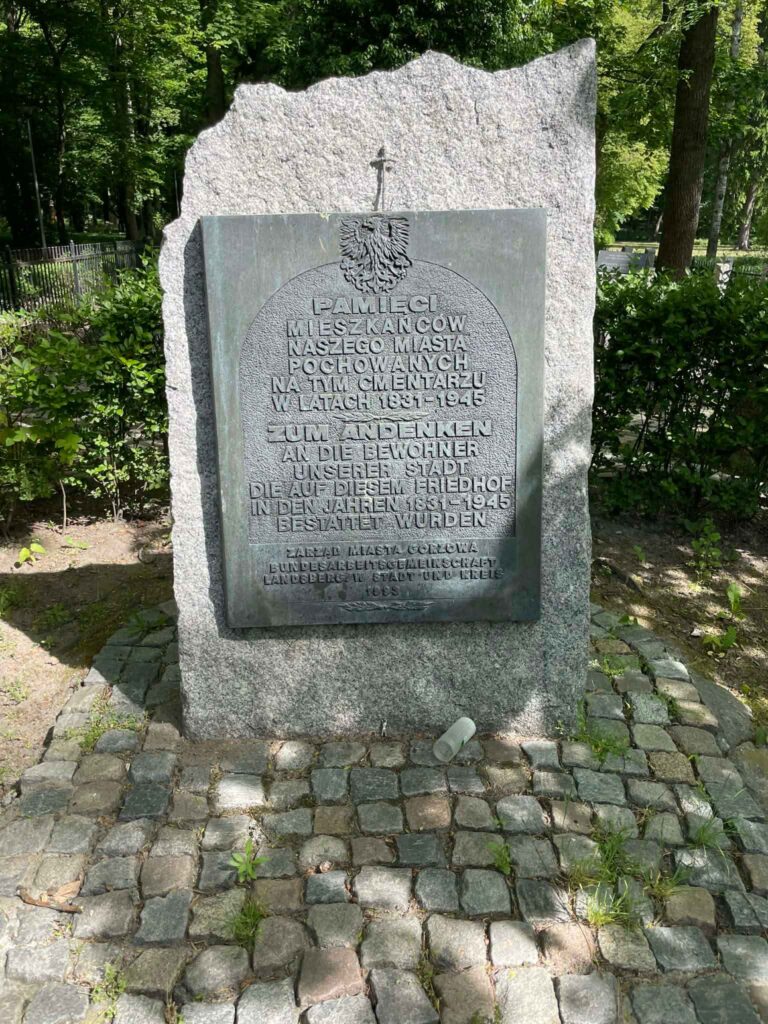 PAMIĘCI
MIESZKAŃCÓW
NASZEGO MIASTA
POCHOWANYCH
NA TYM CMENTARZU
W LATACH 1831-1945
ZUM ANDENKEN
AN DIE BEWOHNER
UNSERER STADT
DIE AUF DIESEM FRIEDHOF
IN DEN JAHREN 1831-1945
BESTATTET WURDEN
ZARZĄD MIASTA GORZOWA
BUNDESARBEITSGEMEINSCHAFT
LANDSBERG. W STADT UND KREIS
1993